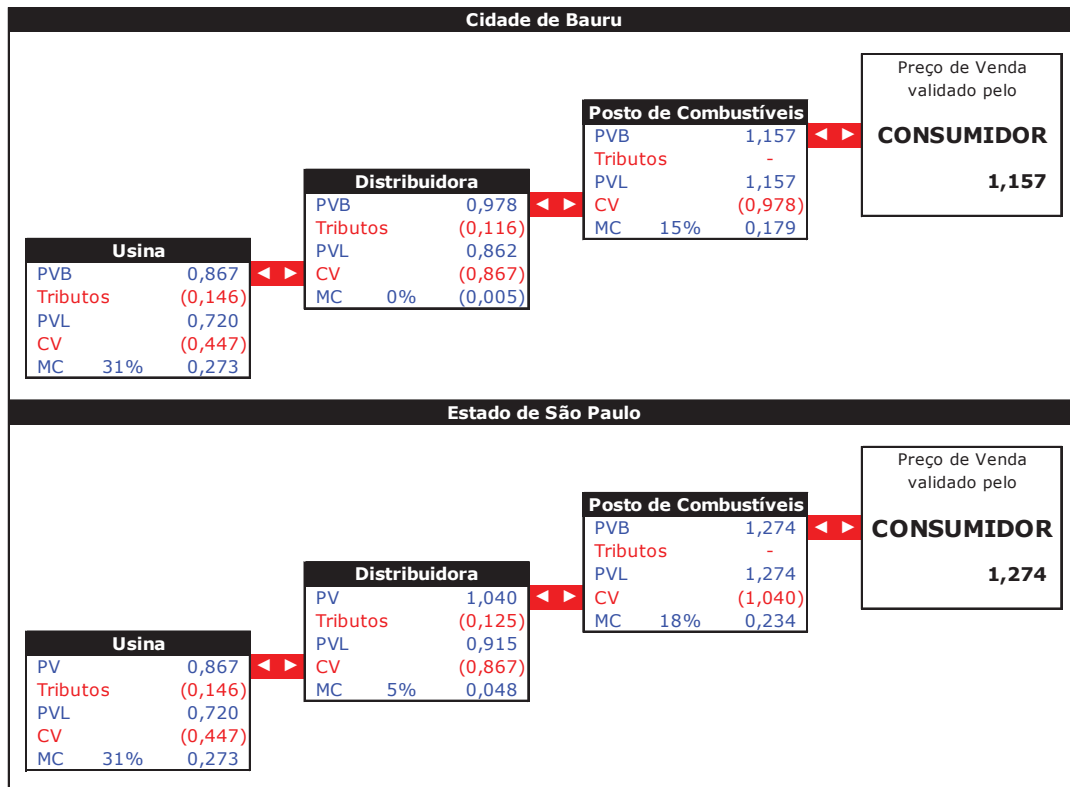 Cidade de Bauru
Preço de Venda
validado pelo
CONSUMIDOR
1,157
Posto de Combustíveis
PVB 1,157
Tributos -
PVL 1,157
CV (0,978)
MC 15% 0,179
Distribuidora
PVB 0,978
Tributos (0,116)
PVL 0,862
CV (0,867)
MC 0% (0,005)
Usina
PVB 0,867
Tributos (0,146)
PVL 0,720
CV (0,447)
MC 31% 0,273
Estado de São Paulo
Preço de Venda
validado pelo
CONSUMIDOR
1,274
Posto de Combustíveis
PVB 1,274
Tributos -
PVL 1,274
CV (1,040)
MC 18% 0,234
Distribuidora
PV 1,040
Tributos (0,125)
PVL 0,915
CV (0,867)
MC 5% 0,048
Usina
PV 0,867
Tributos (0,146)
PVL 0,720
CV (0,447)
MC 31% 0,273